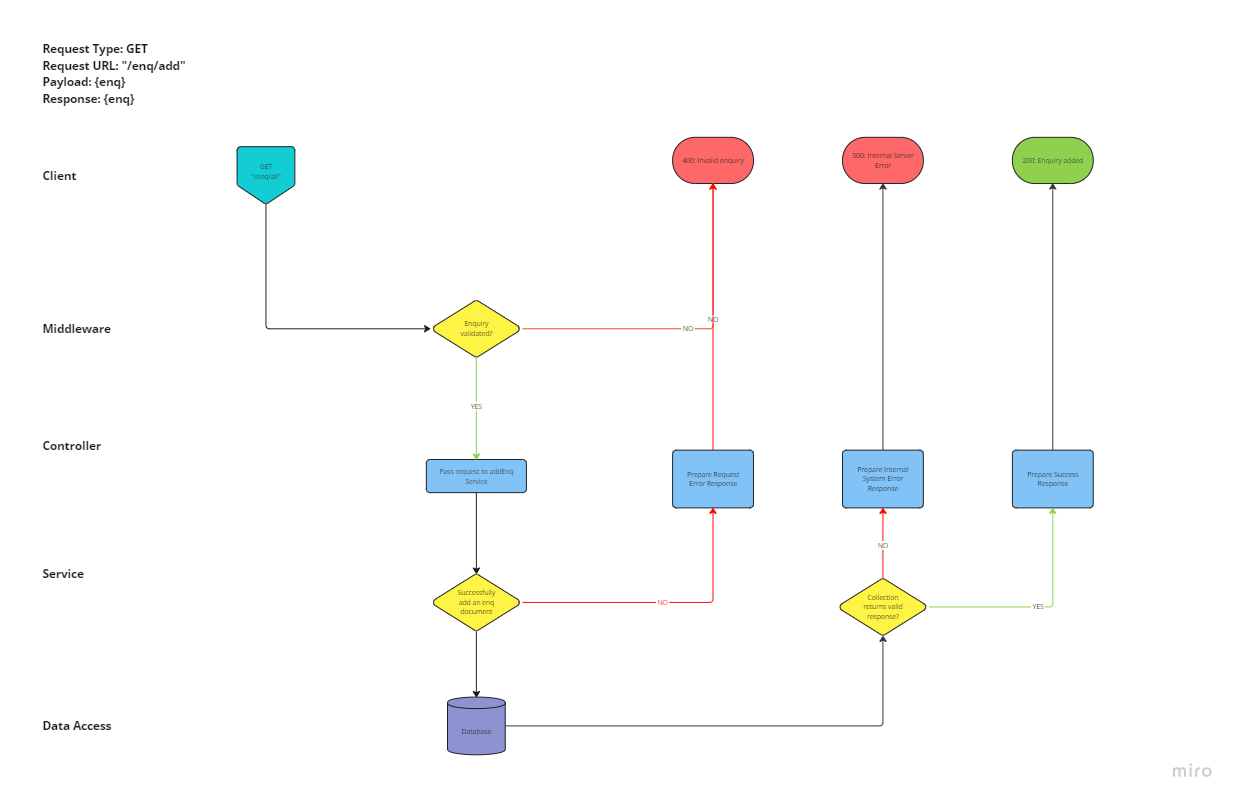 Request Type: GET
Request URL: "/enq/add"
Payload: {enq}
Response: {enq}
Client
GET
"/enq/all"
400: Invalid enquiry
500: Internal Server
Error
200: Enquiry added
Middleware
Enquiry
validated?
NO
NO
YES
Controller
Pass request to addEnq
Service
Prepare Request
Error Response
Prepare Internal
System Error
Response
Prepare Success
Response
NO
Service
Successfully
add an enq
document
NO
Collection
returns valid
response?
YES
Data Access
Database
miro